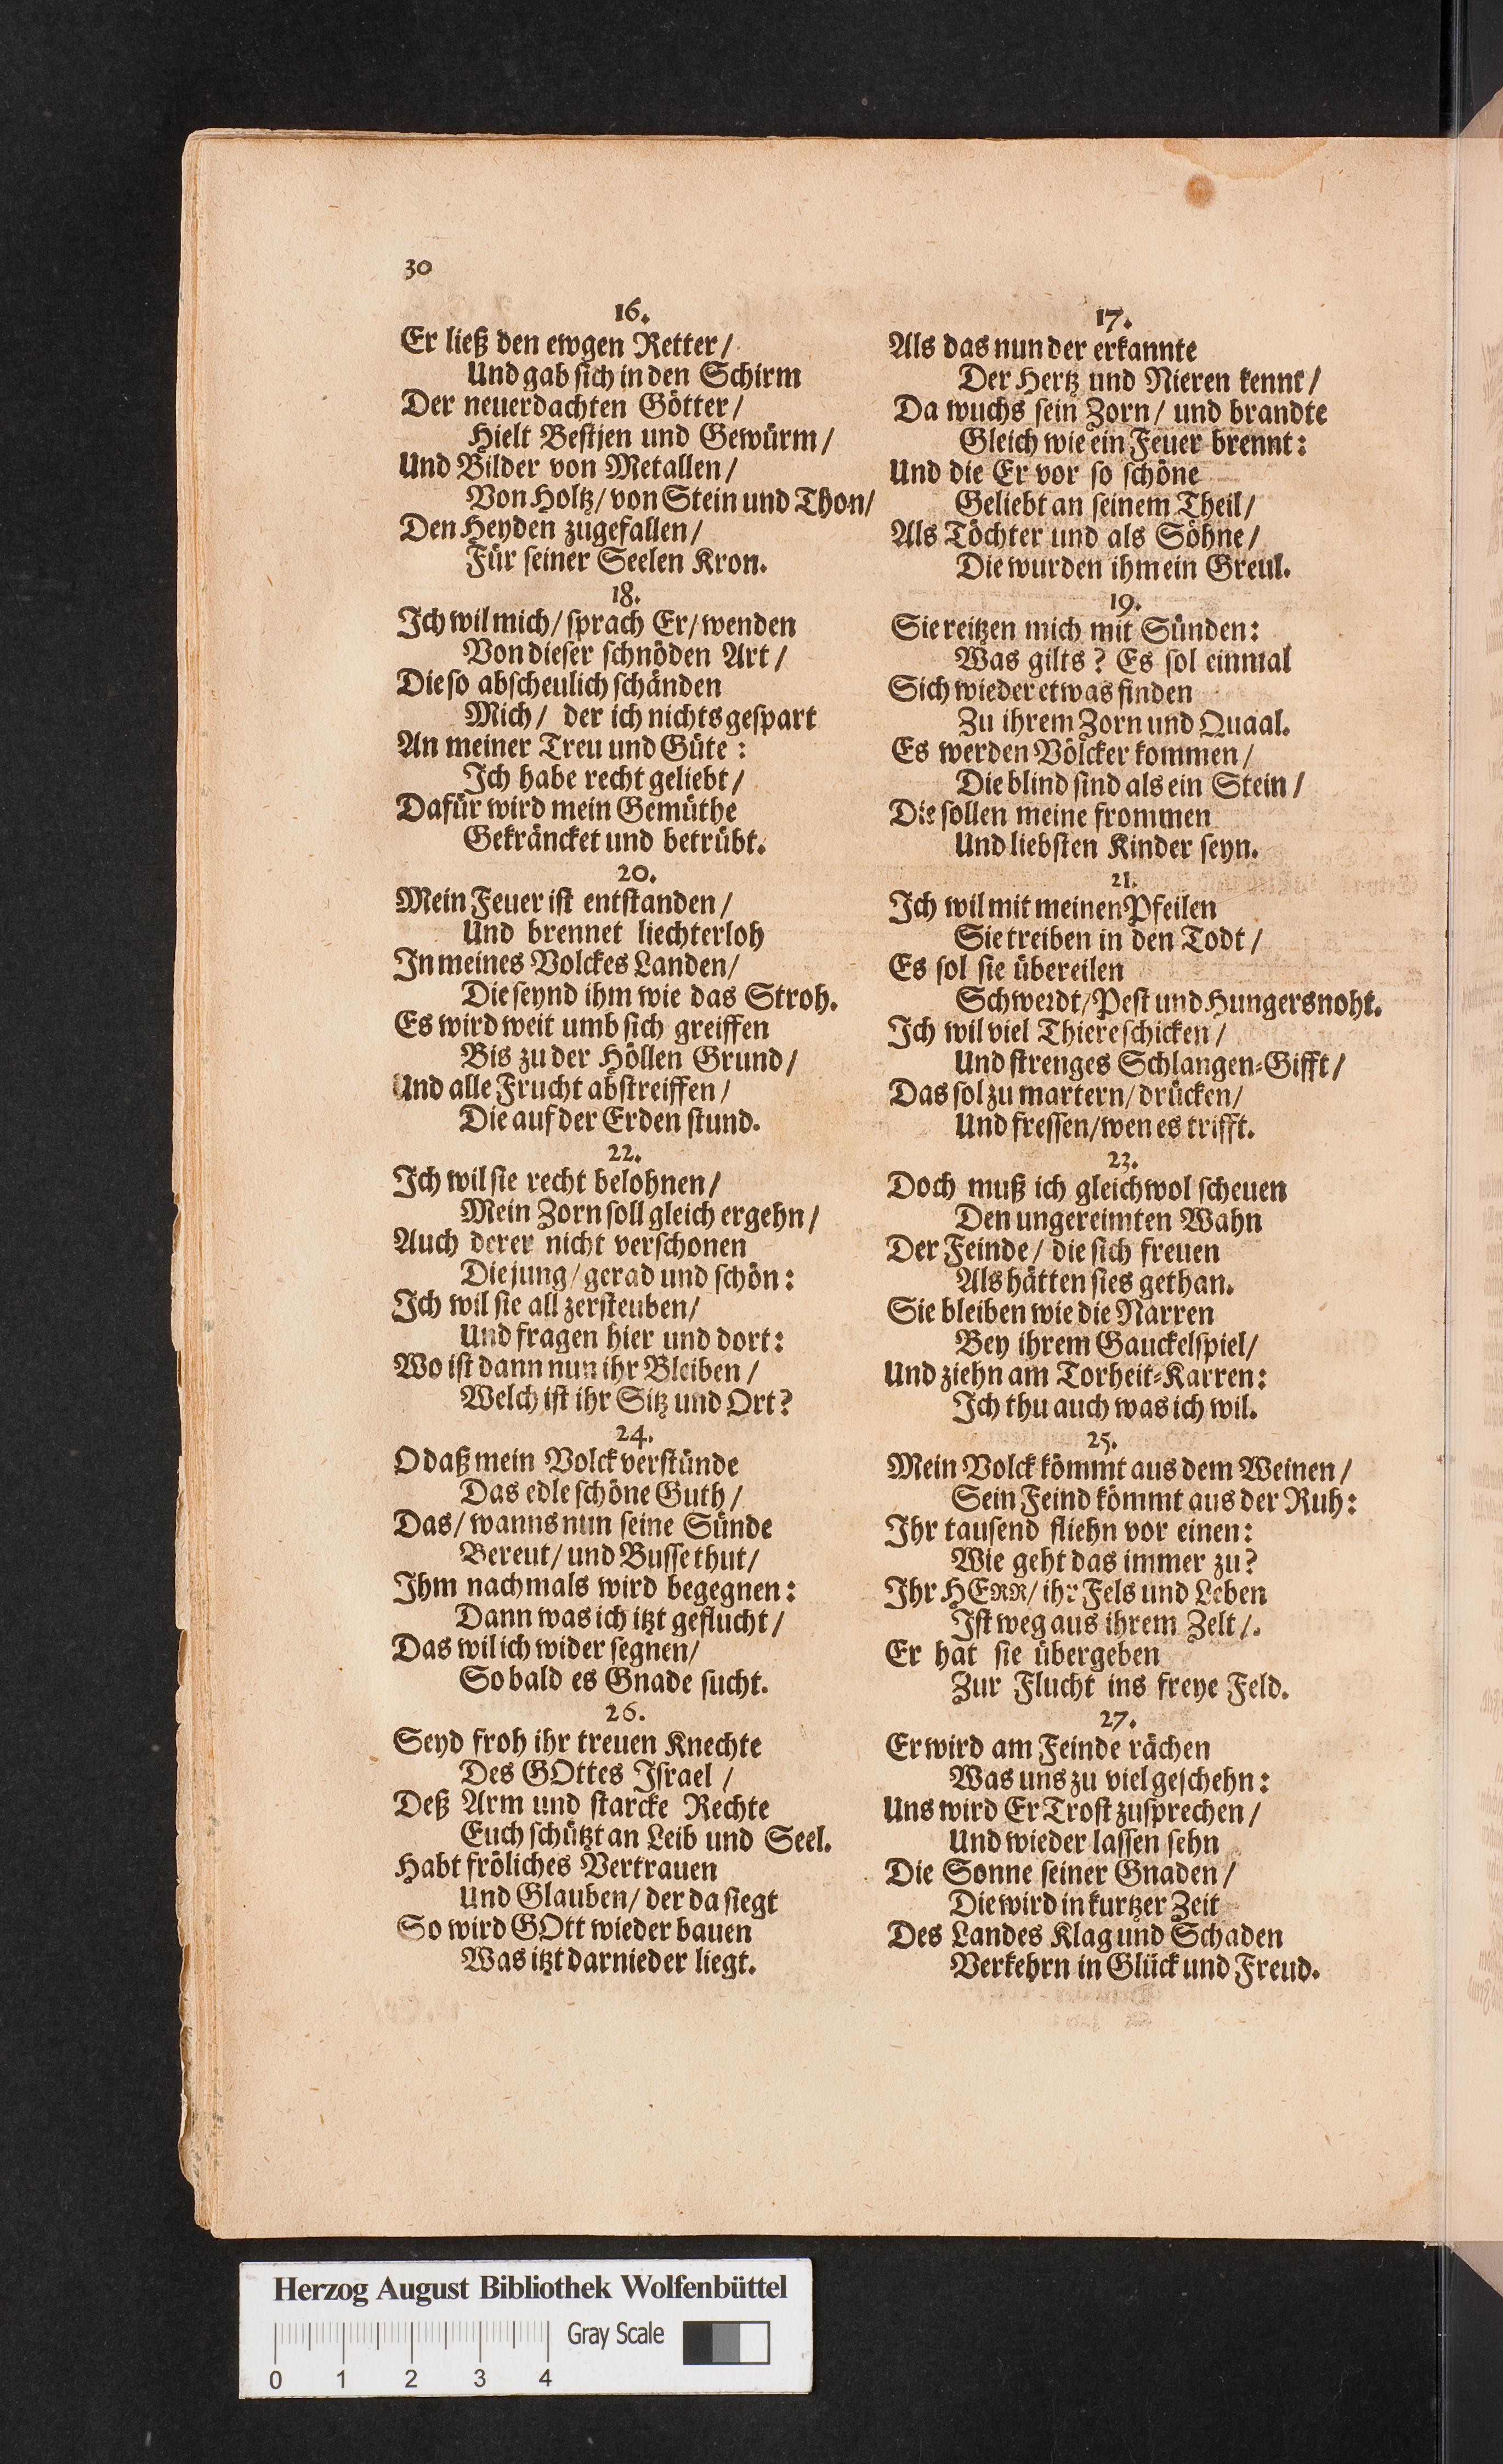 30
16.
Er ließ den ewgen Retter/
Und gab sich in den Schirm
Der neuerdachten Götter/
Hielt Bestjen und Gewürm/
Und Bilder von Metallen/
Von Holtz/ von Stein und Thon/
Den Heyden zugefallen/
Für seiner Seelen Kron.
17.
Als das nun der erkannte
Der Hertz und Nieren kennt/
Da wuchs sein Zorn/ und brandte
Gleich wie ein Feuer brennt:
Und die Er vor so schöne
Geliebt an seinem Theil/
Als Töchter und als Söhne/
Die wurden ihm ein Greul.
18.
Ich wil mich/ sprach Er/ wenden
Von dieser schnöden Art/
Die so abscheulich schänden
Mich/ der ich nichts gespart
An meiner Treu und Güte:
Ich habe recht geliebt/
Dafür wird mein Gemüthe
Gekräncket und betrübt.
19.
Sie reitzen mich mit Sünden:
Was gilts? Es sol einmal
Sich wieder etwas finden
Zu ihrem Zorn und Quaal.
Es werden Völcker kommen/
Die blind sind als ein Stein/
Die sollen meine frommen
Und liebsten Kinder seyn.
20.
Mein Feuer ist entstanden/
Und brennet liechterloh
In meines Volckes Landen/
Die seynd ihm wie das Stroh.
Es wird weit umb sich greiffen
Bis zu der Höllen Grund/
Und alle Frucht abstreiffen/
Die auf der Erden stund.
21.
Ich wil mit meinen Pfeilen
Sie treiben in den Todt/
Es sol sie übereilen
Schwerdt/ Pest und Hungersnoht.
Ich wil viel Thiere schicken/
Und strenges Schlangen-Gifft/
Das sol zu martern/ drücken/
Und fressen/ wen es trifft.
22.
Ich wil sie recht belohnen/
Mein Zorn soll gleich ergehn/
Auch derer nicht verschonen
Die jung/ gerad und schön:
Ich wil sie all zersteuben/
Und fragen hier und dort:
Wo ist dann nun ihr Bleiben/
Welch ist ihr Sitz und Ort?
23.
Doch muß ich gleichwol scheuen
Den ungereimten Wahn
Der Feinde/ die sich freuen
Als hätten sies gethan.
Sie bleiben wie die Narren
Bey ihrem Gauckelspiel/
Und ziehn am Torheit-Karren:
Ich thu auch was ich wil.
24.
O daß mein Volck verstünde
Das edle schöne Guth/
Das/ wanns nun seine Sünde
Bereut/ und Busse thut/
Ihm nachmals wird begegnen:
Dann was ich itzt geflucht/
Das wil ich wider segnen/
So bald es Gnade sucht.
25.
Mein Volck kömmt aus dem Weinen/
Sein Feind kömmt aus der Ruh:
Ihr tausend fliehn vor einen:
Wie geht das immer zu?
Ihr HERR/ ihr Fels und Leben
Ist weg aus ihrem Zelt/.
Er hat sie übergeben
Zur Flucht ins freye Feld.
26.
Seyd froh ihr treuen Knechte
Des GOttes Israel/
Deß Arm und starcke Rechte
Euch schützt an Leib und Seel.
Habt fröliches Vertrauen
Und Glauben/ der da siegt
So wird GOtt wieder bauen
Was itzt darnieder liegt.
27.
Er wird am Feinde rächen
Was uns zu viel geschehn:
Uns wird Er Trost zusprechen/
Und wieder lassen sehn
Die Sonne seiner Gnaden/
Die wird in kurtzer Zeit
Des Landes Klag und Schaden
Verkehrn in Glück und Freud.
Herzog August Bibliothek Wolfenbüttel
Gray Scale
0 1 2 3 4